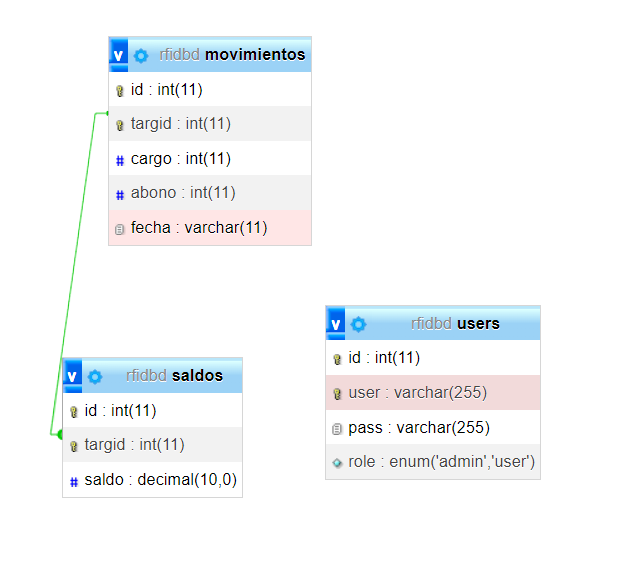 v rfidbd movimientos
id : int(11)
targid : int(11)
# cargo : int(11)
# abono : int(11)
fecha : varchar(11)
v rfidbd saldos
id : int(11)
targid : int(11)
# saldo : decimal(10,0)
v rfidbd users
id : int(11)
user : varchar(255)
pass : varchar(255)
role : enum('admin','user')